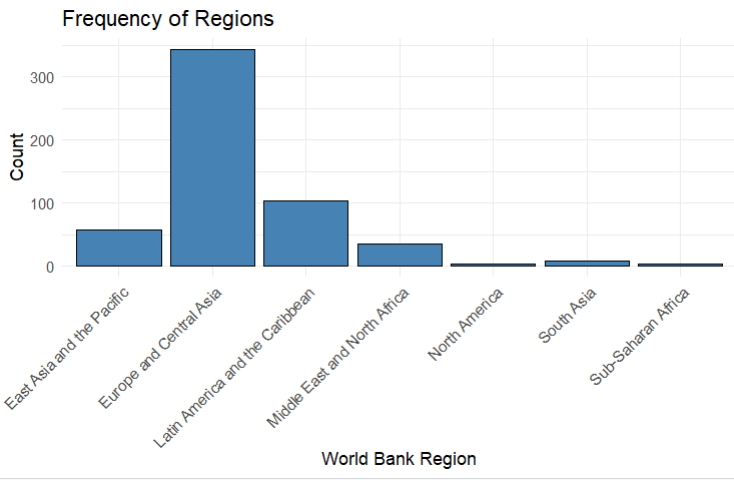 Frequency of Regions
Count
300
200
100
0
East Asia and the Pacific
Europe and Central Asia
Latin America and the Caribbean
Middle East and North Africa
North America
South Asia
Sub-Saharan Africa
World Bank Region